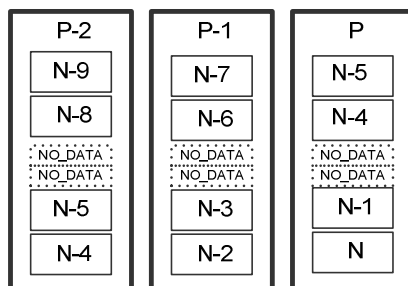 P-2
N-9
N-8
NO_DATA
NO_DATA
N-5
N-4
P-1
N-7
N-6
NO_DATA
NO_DATA
N-3
N-2
P
N-5
N-4
NO_DATA
NO_DATA
N-1
N